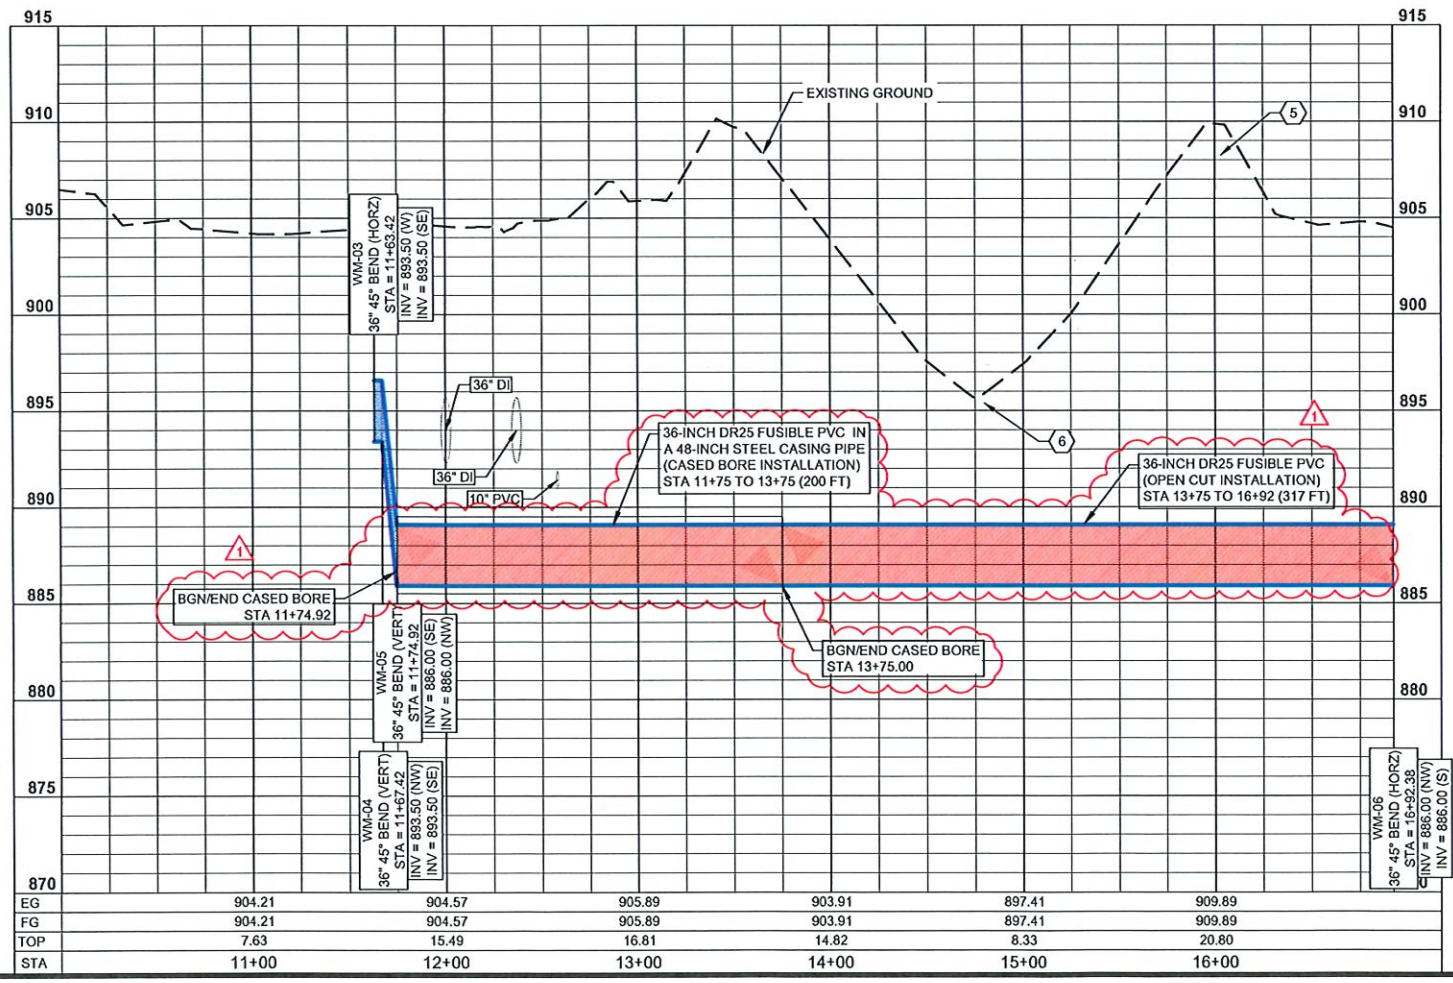 915
915
910
910
905
905
900
900
895
895
890
890
885
885
880
880
875
875
870
0
EXISTING GROUND
5
6
WM-03
36" 45° BEND (HORZ)
STA = 11+63.42
INV = 893.50 (W)
INV = 893.50 (SE)
36" DI
36" DI
10" PVC
36-INCH DR25 FUSIBLE PVC IN
A 48-INCH STEEL CASING PIPE
(CASED BORE INSTALLATION)
STA 11+75 TO 13+75 (200 FT)
1
36-INCH DR25 FUSIBLE PVC
(OPEN CUT INSTALLATION)
STA 13+75 TO 16+92 (317 FT)
1
BGN/END CASED BORE
STA 11+74.92
BGN/END CASED BORE
STA 13+75.00
WM-05
36" 45° BEND (VERT)
STA = 11+74.92
INV = 886.00 (SE)
INV = 886.00 (NW)
WM-04
36" 45° BEND (VERT)
STA = 11+67.42
INV = 893.50 (NW)
INV = 893.50 (SE)
WM-06
36" 45° BEND (HORZ)
STA = 16+92.38
INV = 886.00 (NW)
INV = 886.00 (S)
EG 904.21 904.57 905.89 903.91 897.41 909.89
FG 904.21 904.57 905.89 903.91 897.41 909.89
TOP 7.63 15.49 16.81 14.82 8.33 20.80
STA 11+00 12+00 13+00 14+00 15+00 16+00